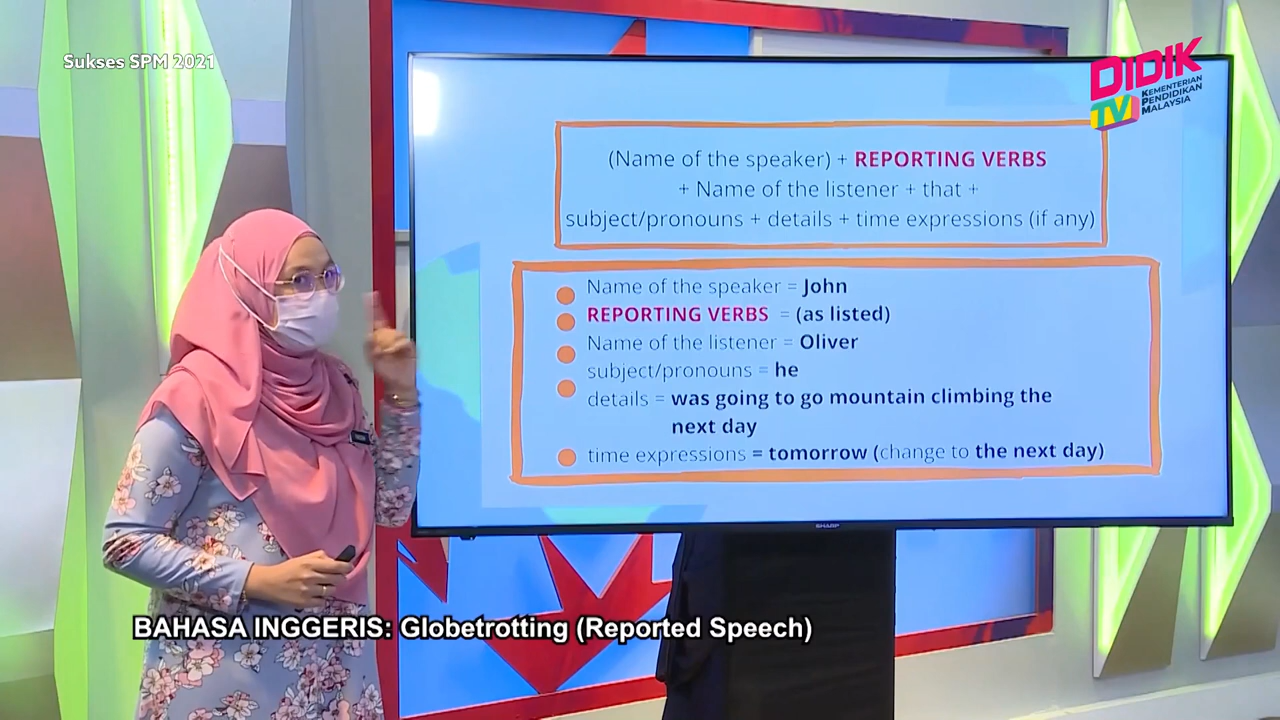 Sukses SPM 2021
DIDIK
TV
KEMENTERIAN
PENDIDIKAN
MALAYSIA
(Name of the speaker) + REPORTING VERBS
+ Name of the listener + that +
subject/pronouns + details + time expressions (if any)
Name of the speaker = John
REPORTING VERBS = (as listed)
Name of the listener = Oliver
subject/pronouns = he
details = was going to go mountain climbing the
next day
time expressions = tomorrow (change to the next day)
SHARP
BAHASA INGGERIS: Globetrotting (Reported Speech)